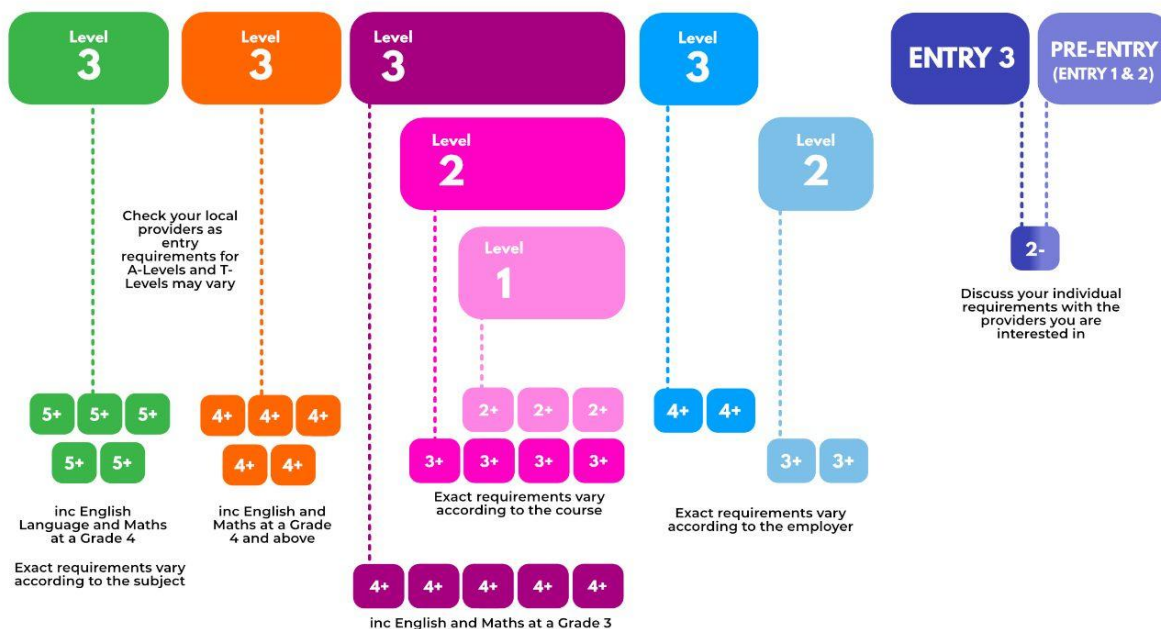 Level
3
Level
3
Level
3
Level
3
ENTRY 3
PRE-ENTRY
(ENTRY 1 & 2)
Level
2
Level
2
Level
1
Check your local
providers as
entry
requirements for
A-Levels and T-
Levels may vary
2-
Discuss your individual
requirements with the
providers you are
interested in
5+ 5+ 5+
5+ 5+
inc English
Language and Maths
at a Grade 4
Exact requirements vary
according to the subject
4+ 4+ 4+
4+ 4+
inc English and
Maths at a Grade
4 and above
2+ 2+ 2+
3+ 3+ 3+ 3+
Exact requirements vary
according to the course
4+ 4+ 4+ 4+ 4+
inc English and Maths at a Grade 3
4+ 4+
3+ 3+
Exact requirements vary
according to the employer